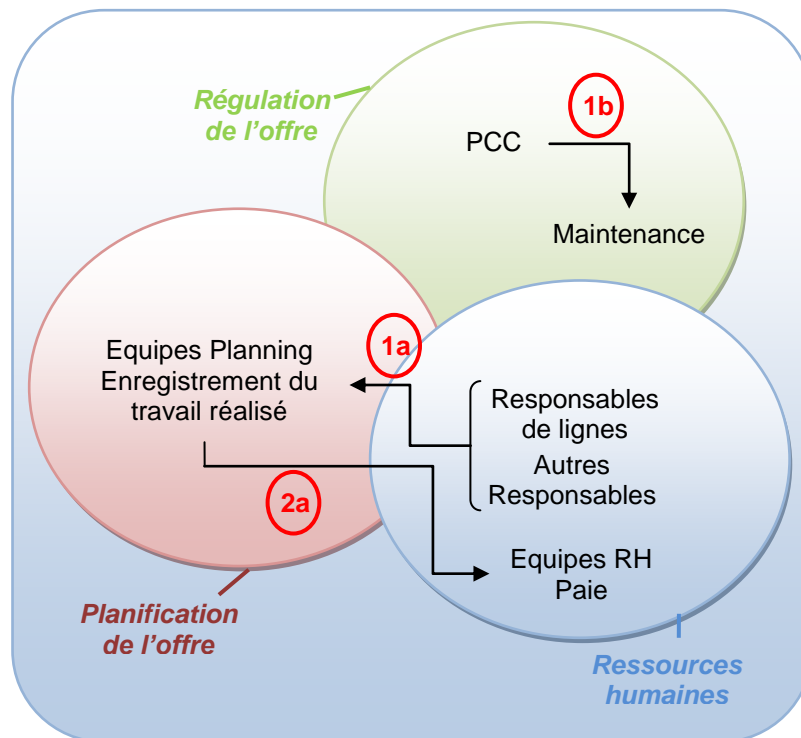 Régulation
de l’offre
1b
PCC
Maintenance
1a
Equipes Planning
Enregistrement du
travail réalisé
Responsables
de lignes
Autres
Responsables
2a
Equipes RH
Paie
Planification
de l’offre
Ressources
humaines